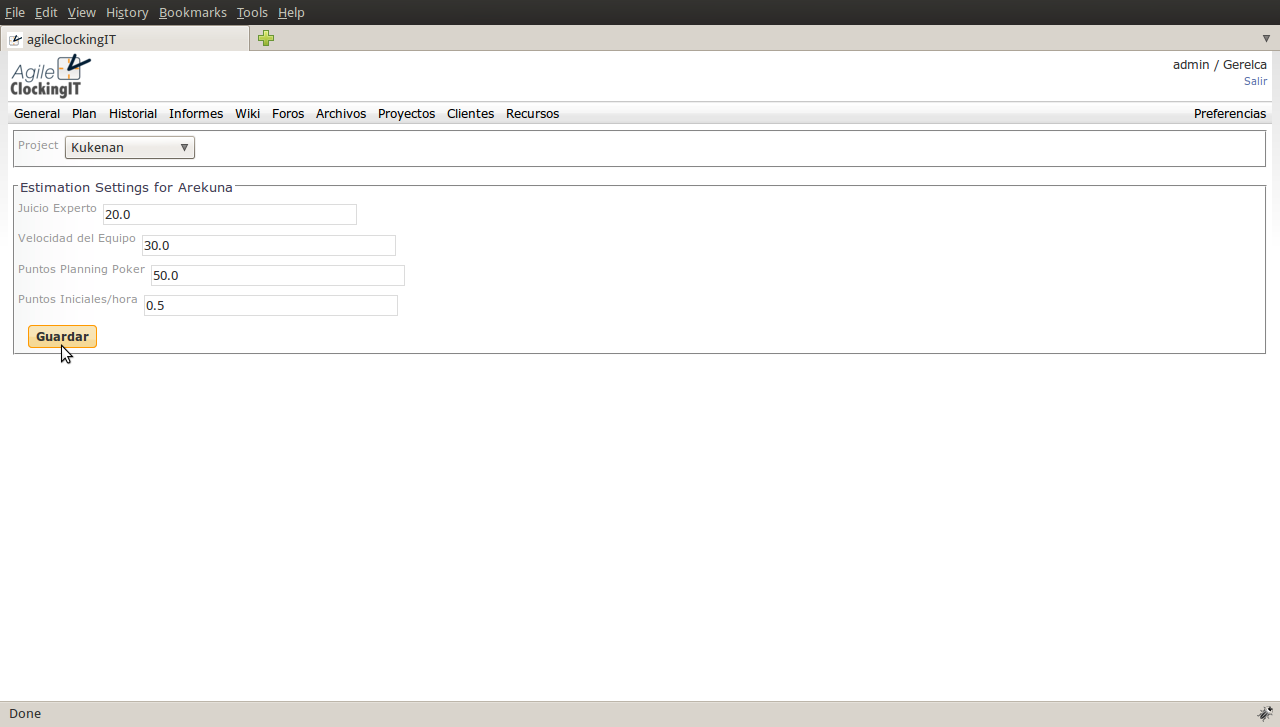 File Edit View History Bookmarks Tools Help
agileClockingIT
Agile
ClockingIT
admin / Gerelca
Salir
General Plan Historial Informes Wiki Foros Archivos Proyectos Clientes Recursos Preferencias
Project Kukenan
Estimation Settings for Arekuna
Juicio Experto 20.0
Velocidad del Equipo 30.0
Puntos Planning Poker 50.0
Puntos Iniciales/hora 0.5
Guardar
Done